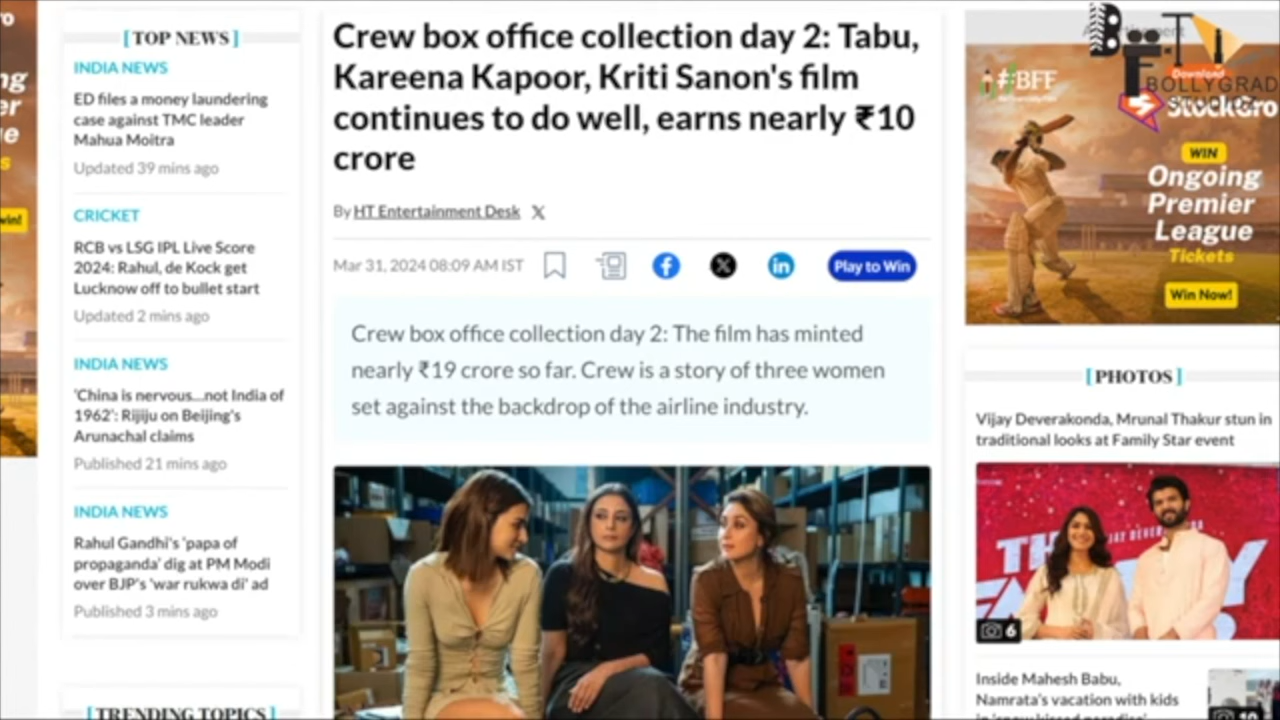 [TOP NEWS]
INDIA NEWS
ED files a money laundering
case against TMC leader
Mahua Moitra
Updated 39 mins ago
CRICKET
RCB vs LSG IPL Live Score
2024: Rahul, de Kock get
Lucknow off to bullet start
Updated 2 mins ago
INDIA NEWS
'China is nervous...not India of
1962': Rijiju on Beijing's
Arunachal claims
Published 21 mins ago
INDIA NEWS
Rahul Gandhi's 'papa of
propaganda' dig at PM Modi
over BJP's 'war rukwa di' ad
Published 3 mins ago
[TRENDING TOPICS]
Crew box office collection day 2: Tabu,
Kareena Kapoor, Kriti Sanon's film
continues to do well, earns nearly ₹10
crore
By HT Entertainment Desk
Mar 31, 2024 08:09 AM IST
Play to Win
Crew box office collection day 2: The film has minted
nearly ₹19 crore so far. Crew is a story of three women
set against the backdrop of the airline industry.
BFTI
BOLLYGRAD
#BFF
Download
StockGro
WIN
Ongoing
Premier
League
Tickets
Win Now!
[PHOTOS]
Vijay Deverakonda, Mrunal Thakur stun in
traditional looks at Family Star event
6
Inside Mahesh Babu,
Namrata's vacation with kids
10
win!